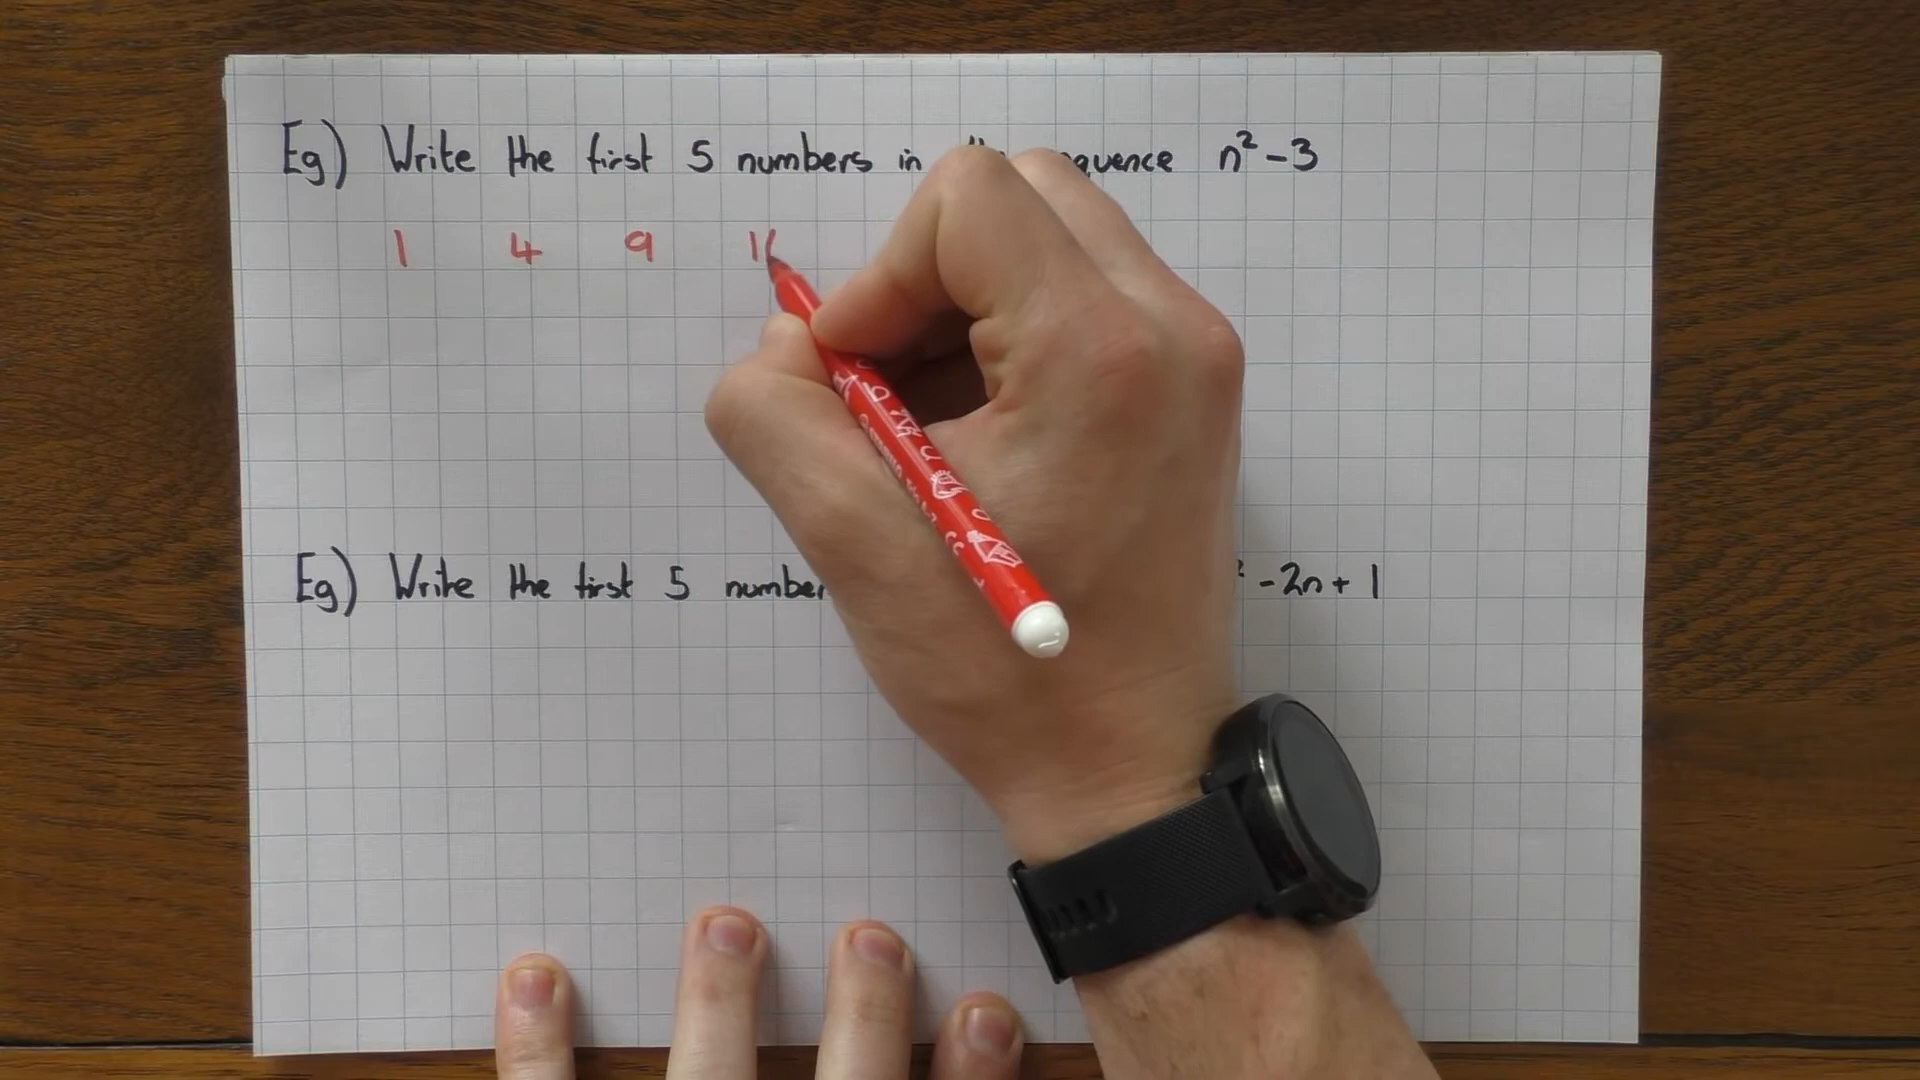 Eg) Write the first 5 numbers in n² - 3
1 4 9
Eg) Write the first 5 - 2n + 1